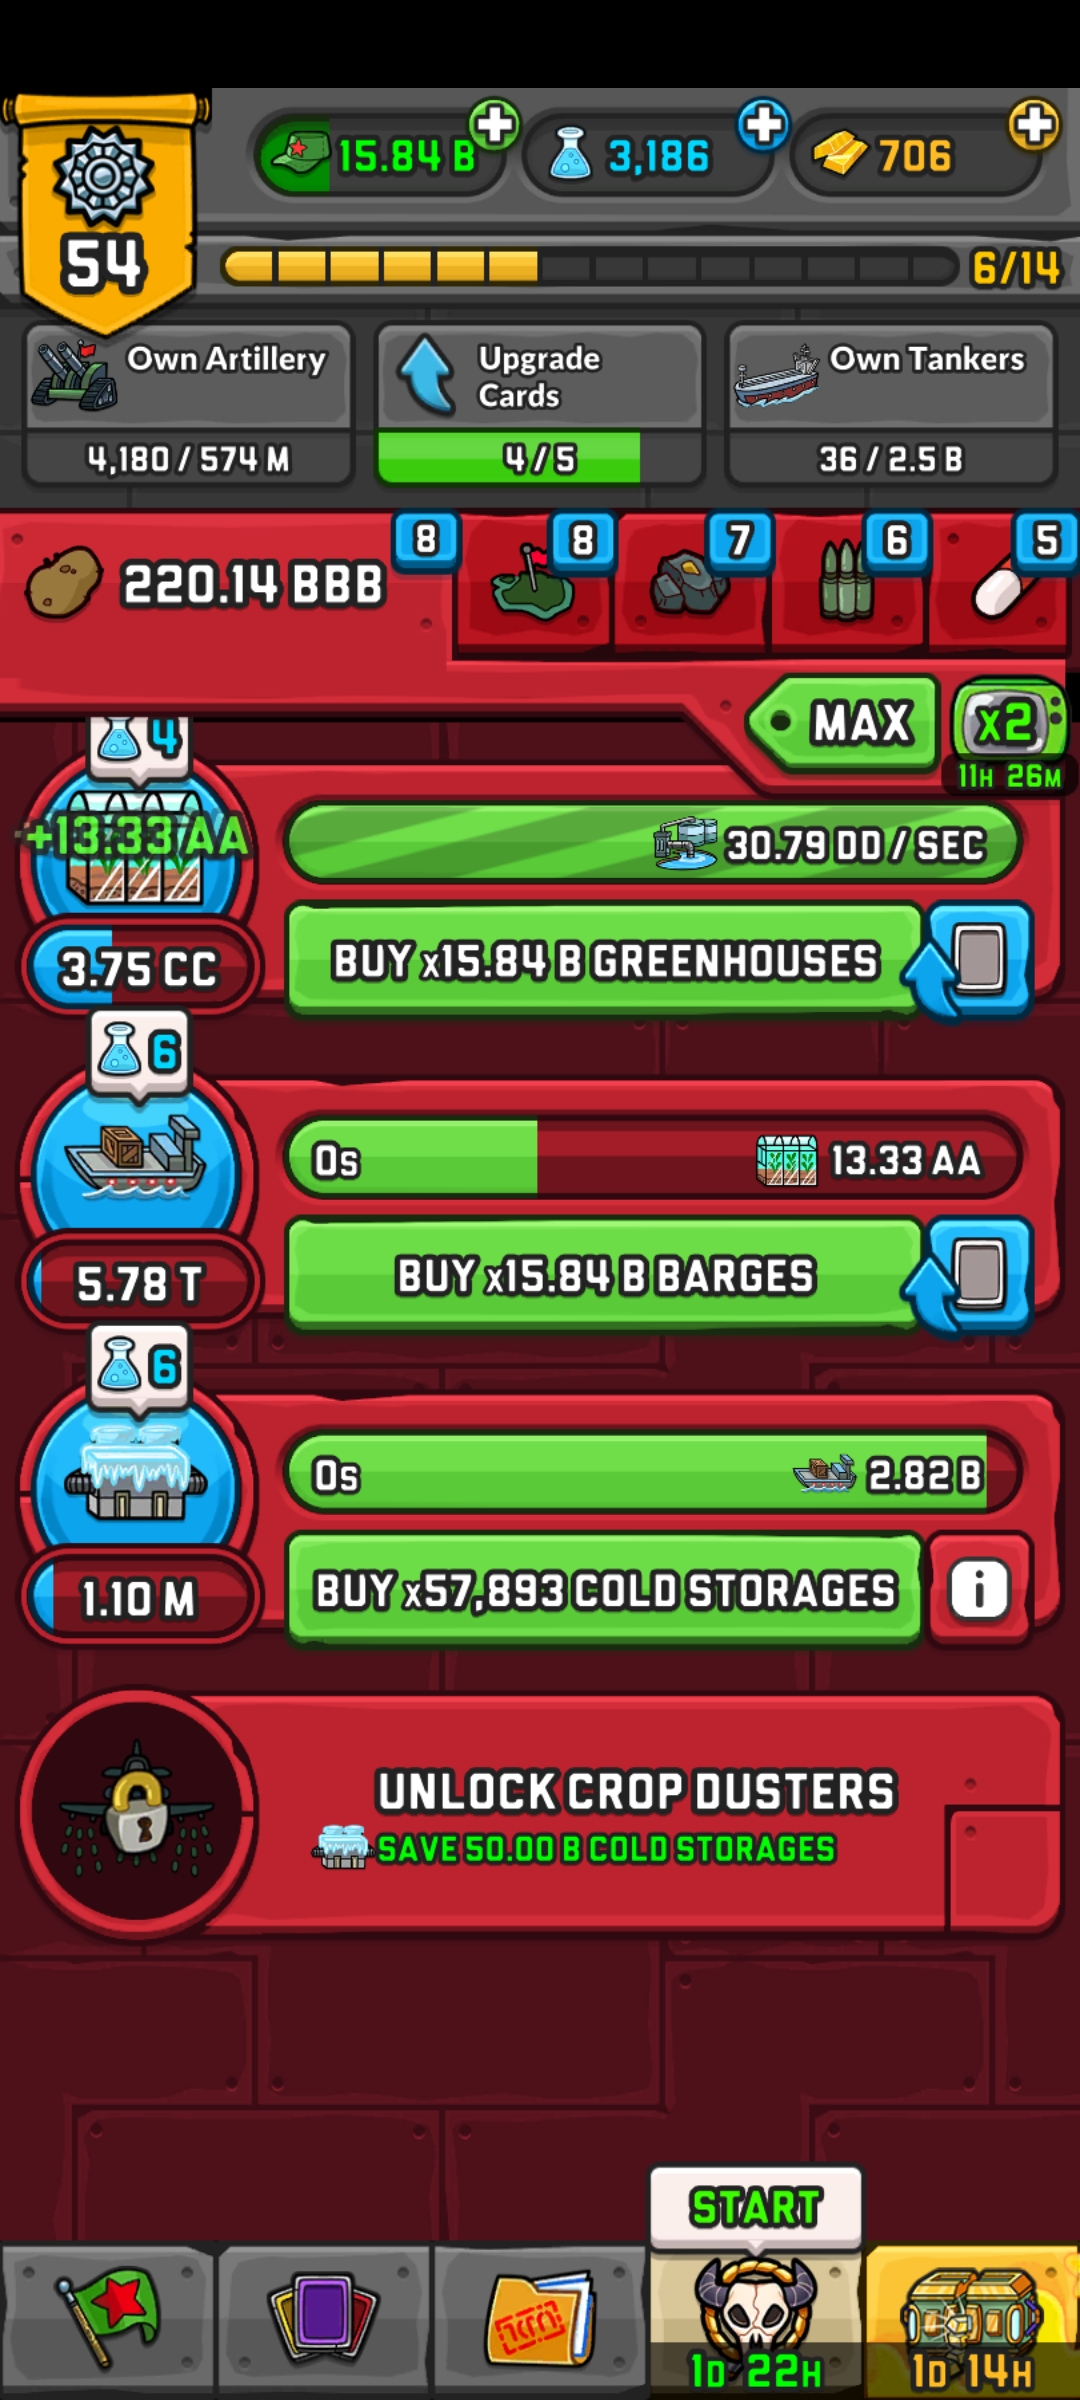 54
15.84 B
3,186
706
6/14
Own Artillery
4,180 / 574 M
Upgrade
Cards
4 / 5
Own Tankers
36 / 2.5 B
220.14 BBB
8
8
7
6
5
MAX
x2
11H 26M
4
+13.33 AA
30.79 DD / SEC
3.75 CC
BUY x15.84 B GREENHOUSES
6
0s
13.33 AA
5.78 T
BUY x15.84 B BARGES
6
0s
2.82 B
1.10 M
BUY x57,893 COLD STORAGES
i
UNLOCK CROP DUSTERS
SAVE 50.00 B COLD STORAGES
START
1D 22H
1D 14H